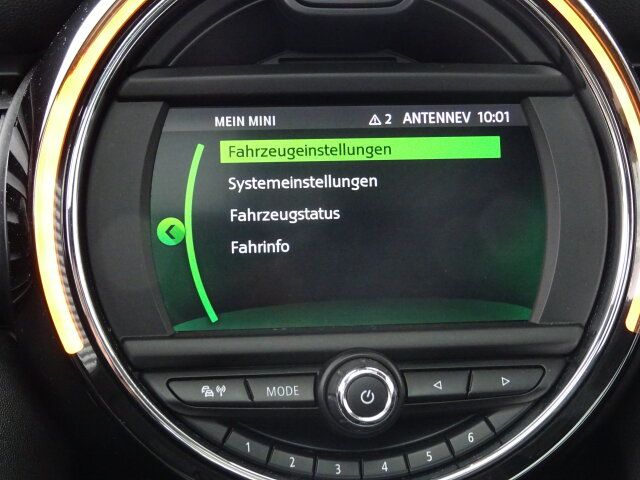 MEIN MINI ⚠ 2 ANTENNEV 10:01
Fahrzeugeinstellungen
Systemeinstellungen
Fahrzeugstatus
Fahrinfo
MODE
1 2 3 4 5 6